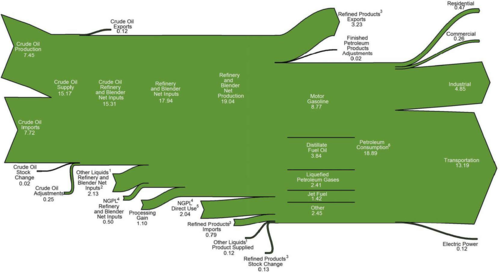 Crude Oil
Exports
0.12
Refined Products³
Exports
3.23
Residential
0.47
Commercial
0.26
Crude Oil
Production
7.45
Finished
Petroleum
Products
Adjustments
0.02
Crude Oil
Supply
15.17
Crude Oil
Refinery
and Blender
Net Inputs
15.31
Refinery
and Blender
Net Inputs
17.94
Refinery
and
Blender
Net
Production
19.04
Motor
Gasoline
8.77
Industrial
4.85
Crude Oil
Imports
7.72
Distillate
Fuel Oil
3.84
Petroleum
Consumption
18.89
Transportation
13.19
Liquefied
Petroleum Gases
2.41
Jet Fuel
1.42
Other
2.45
Crude Oil
Stock
Change
0.02
Crude Oil
Adjustments
0.25
Other Liquids¹
Refinery and Blender
Net
Inputs²
2.13
NGPL⁴
Refinery
and Blender
Net Inputs
0.50
Processing
Gain
1.10
NGPL⁴
Direct Use⁵
2.04
Refined Products³
Imports
0.79
Other Liquids¹
Product Supplied
0.12
Refined Products³
Stock Change
0.13
Electric Power
0.12